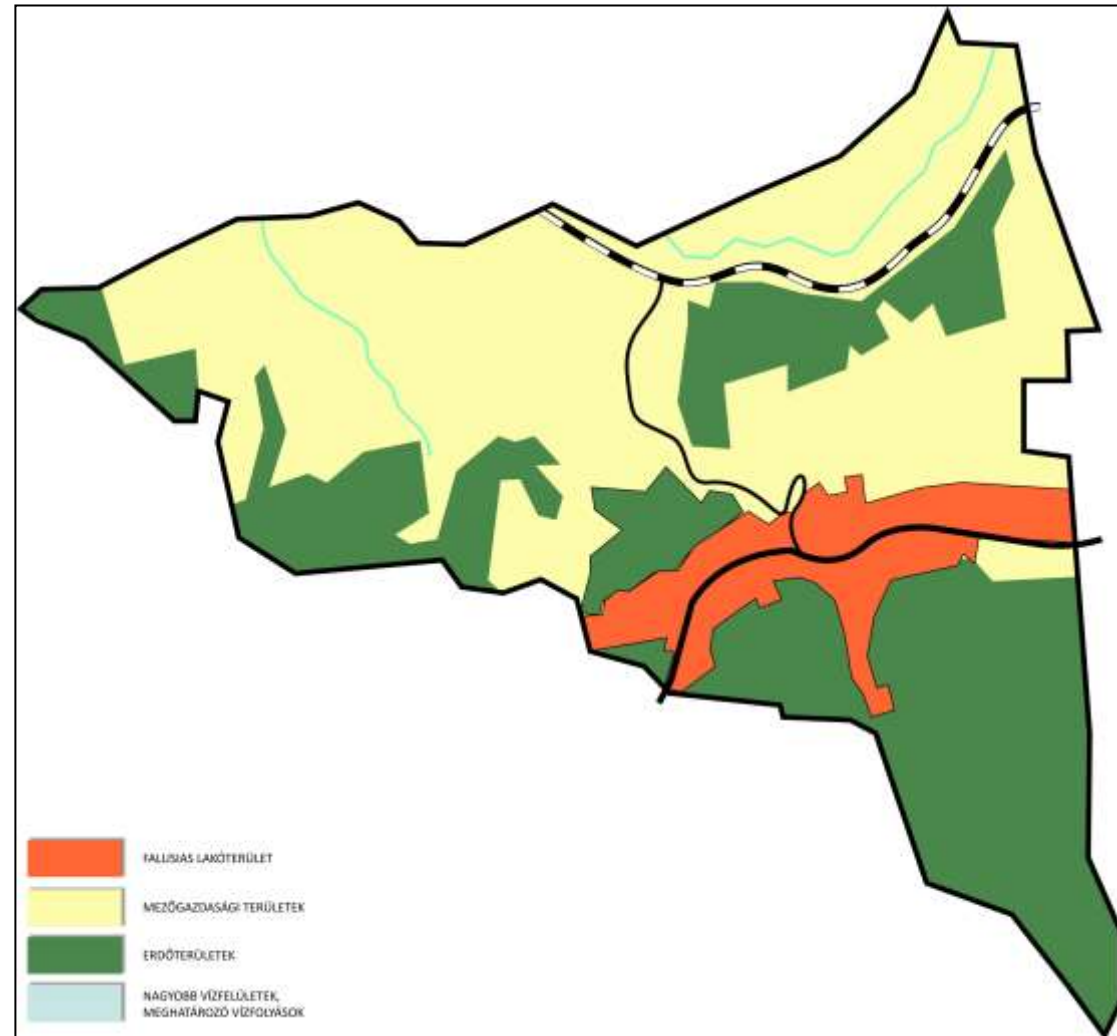 FALUSIAS LAKÓTERÜLET
MEZŐGAZDASÁGI TERÜLETEK
ERDŐTERÜLETEK
NAGYOBB VÍZFELÜLETEK,
MEGHATÁROZÓ VÍZFOLYÁSOK